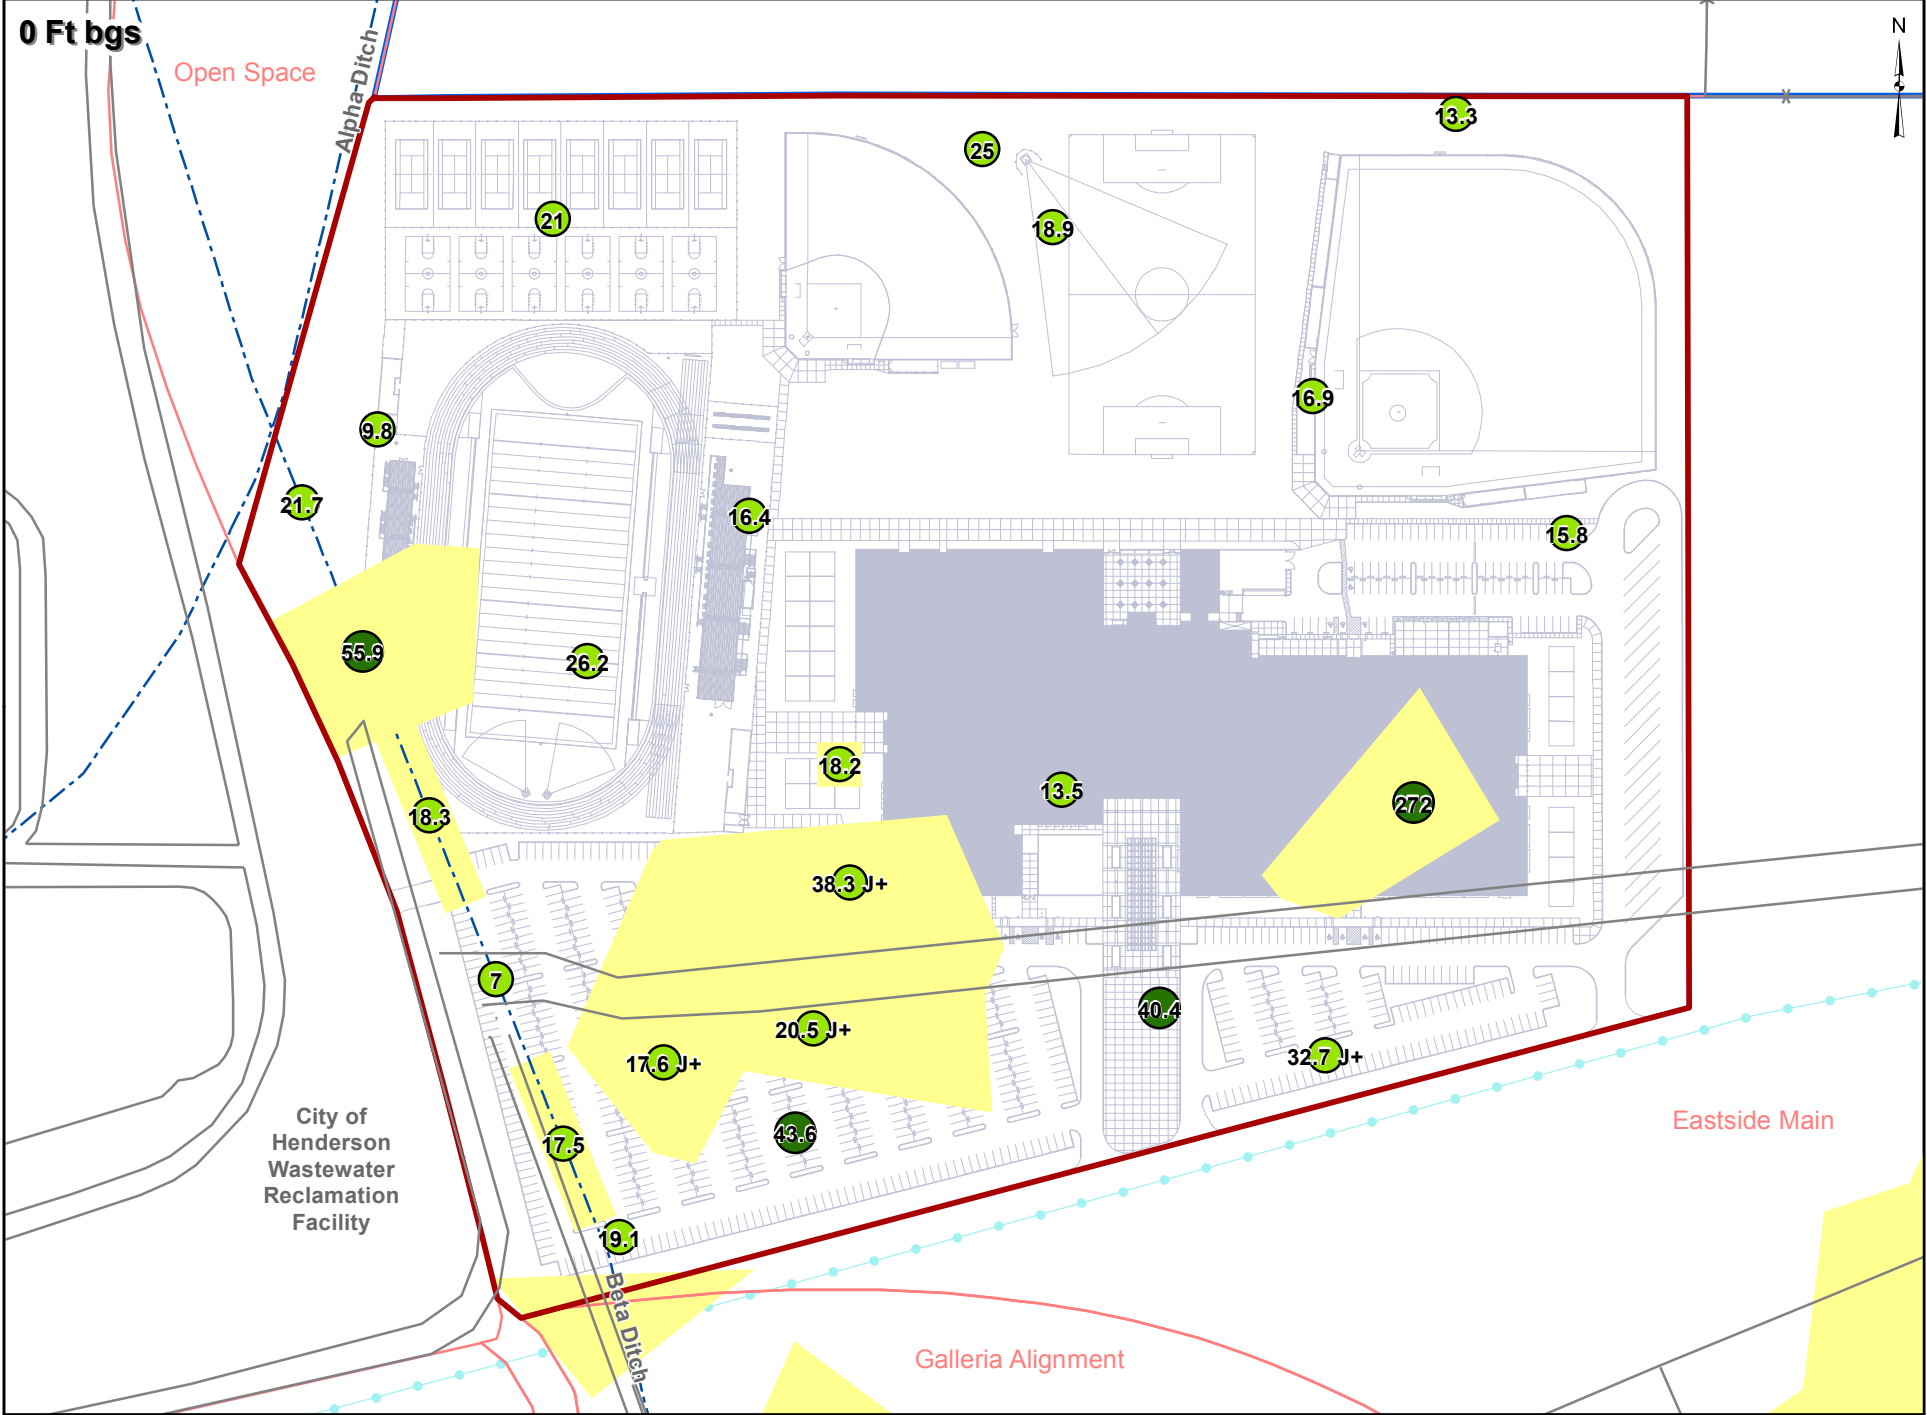 0 Ft bgs
Open Space
Alpha Ditch
N
13.3
25
21
18.9
16.9
9.8
21.7
16.4
15.8
55.9
26.2
18.2
13.5
272
18.3
38.3 J+
7
40.4
20.5 J+
17.6 J+
32.7 J+
43.6
17.5
19.1
City of
Henderson
Wastewater
Reclamation
Facility
Eastside Main
Beta Ditch
Galleria Alignment